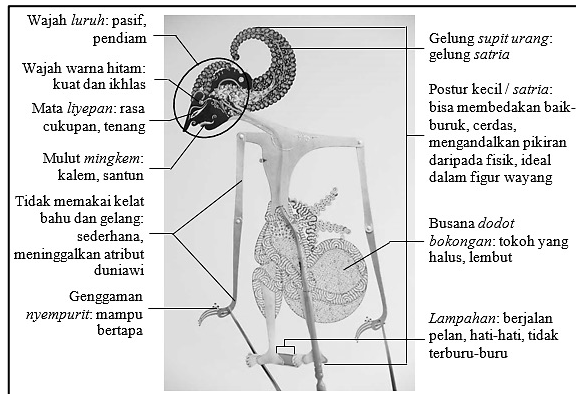 Wajah luruh: pasif,
pendiam
Wajah warna hitam:
kuat dan ikhlas
Mata liyepan: rasa
cukupan, tenang
Mulut mingkem:
kalem, santun
Tidak memakai kelat
bahu dan gelang:
sederhana,
meninggalkan atribut
duniawi
Genggaman
nyempurit: mampu
bertapa
Gelung supit urang:
gelung satria
Postur kecil / satria:
bisa membedakan baik-
buruk, cerdas,
mengandalkan pikiran
daripada fisik, ideal
dalam figur wayang
Busana dodot
bokongan: tokoh yang
halus, lembut
Lampahan: berjalan
pelan, hati-hati, tidak
terburu-buru